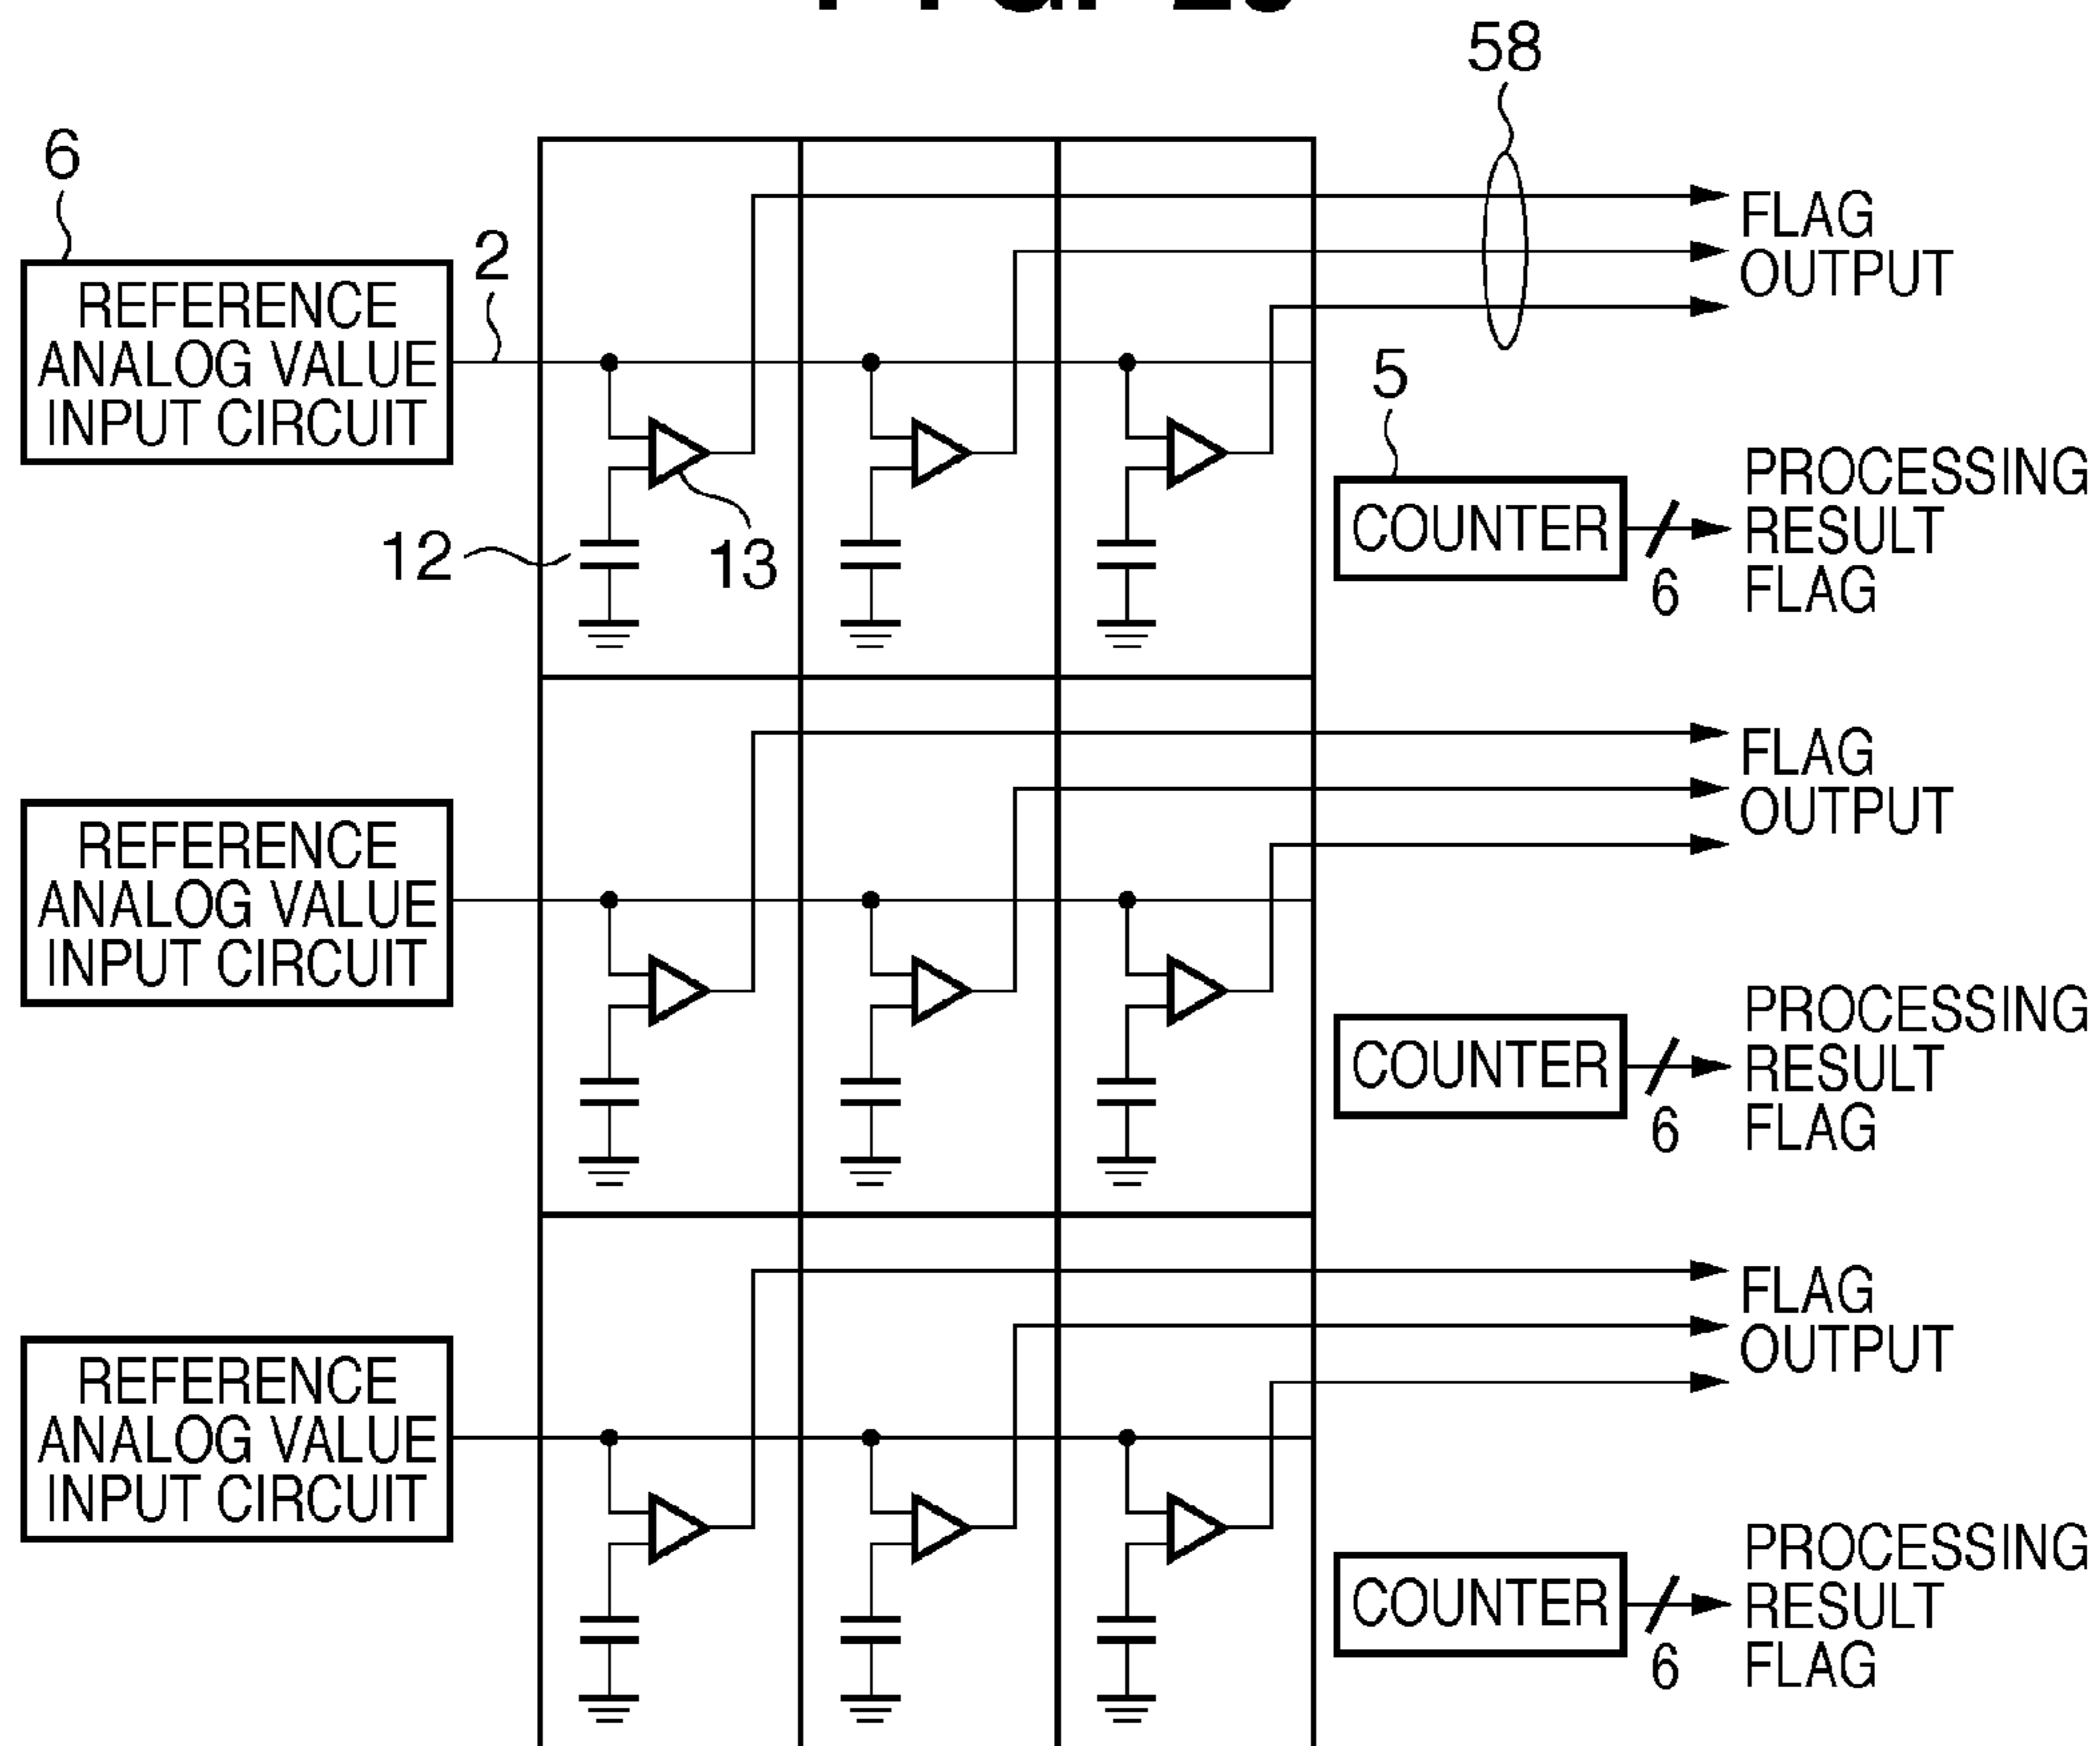 58
6
2
FLAG
OUTPUT
REFERENCE
ANALOG VALUE
INPUT CIRCUIT
5
12
13
COUNTER
6
PROCESSING
RESULT
FLAG
FLAG
OUTPUT
REFERENCE
ANALOG VALUE
INPUT CIRCUIT
COUNTER
6
PROCESSING
RESULT
FLAG
FLAG
OUTPUT
REFERENCE
ANALOG VALUE
INPUT CIRCUIT
COUNTER
6
PROCESSING
RESULT
FLAG